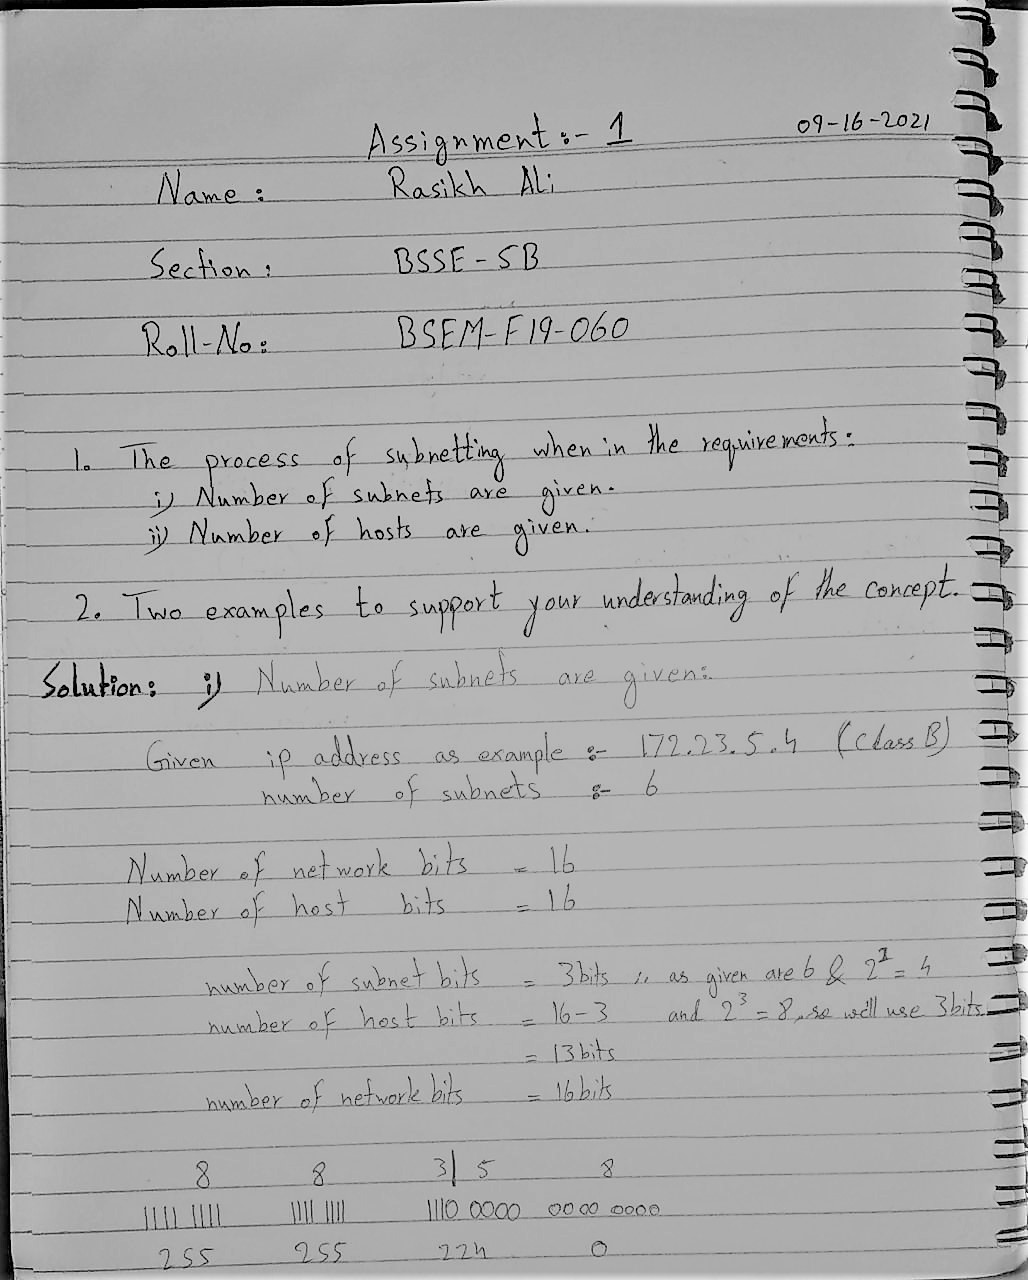 Assignment :- 1
09-16-2021
Name : Rasikh Ali
Section : BSSE - 5B
Roll-No : BSEM-F19-060
1. The process of subnetting when in the requirements :
i) Number of subnets are given.
ii) Number of hosts are given.
2. Two examples to support your understanding of the concept.
Solution : i) Number of subnets are given :
Given ip address as example :- 172.23.5.4 (Class B)
number of subnets :- 6
Number of network bits = 16
Number of host bits = 16
number of subnet bits = 3bits ∵ as given are 6 & 2² = 4
number of host bits = 16-3 and 2³ = 8, so we'll use 3bits.
= 13bits
number of network bits = 16bits
8 8 3| 5 8
1111 1111 1111 1111 1110 0000 0000 0000
255 255 224 0